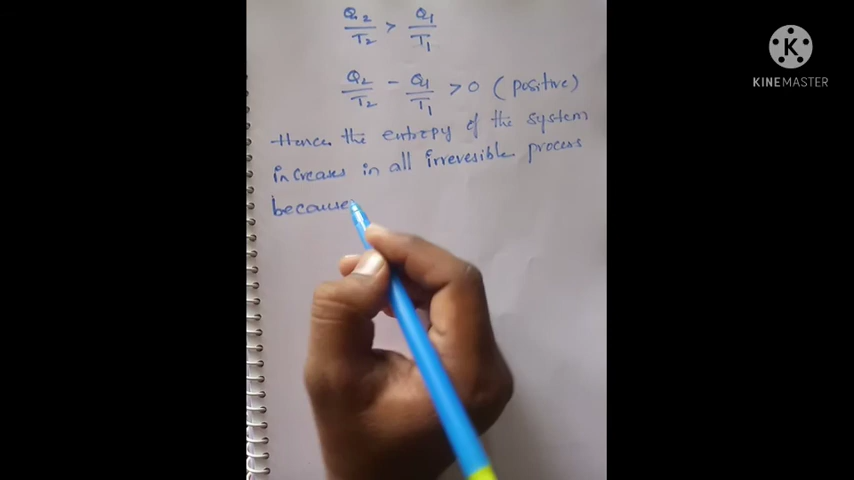 Q2/T2 > Q1/T1
Q2/T2 - Q1/T1 > 0 (positive)
Hence the entropy of the system
increases in all irrevesible process
because
K
KINEMASTER